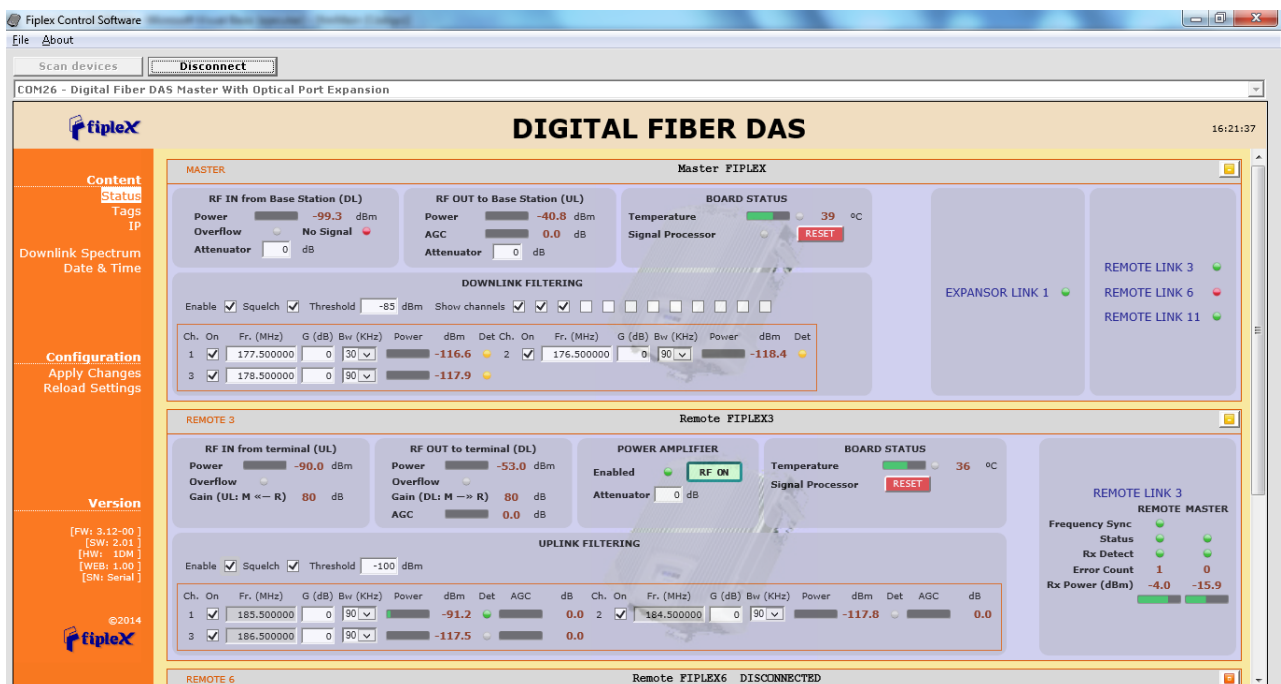 Fiplex Control Software
File About
Scan devices Disconnect
COM26 - Digital Fiber DAS Master With Optical Port Expansion
fipleX DIGITAL FIBER DAS 16:21:37
Content
Status
Tags
IP
Downlink Spectrum
Date & Time
Configuration
Apply Changes
Reload Settings
Version
[FW: 3.12-00 ]
[SW: 2.01 ]
[HW: 1DM ]
[WEB: 1.00 ]
[SN: Serial ]
©2014
fipleX
MASTER Master FIPLEX
RF IN from Base Station (DL)
Power -99.3 dBm
Overflow No Signal
Attenuator 0 dB
RF OUT to Base Station (UL)
Power -40.8 dBm
AGC 0.0 dB
Attenuator 0 dB
BOARD STATUS
Temperature 39 ºC
Signal Processor RESET
DOWNLINK FILTERING
Enable Squelch Threshold -85 dBm Show channels
Ch. On Fr. (MHz) G (dB) Bw (KHz) Power dBm Det Ch. On Fr. (MHz) G (dB) Bw (KHz) Power dBm Det
1 177.500000 0 30 -116.6 2 176.500000 0 90 -118.4
3 178.500000 0 90 -117.9
EXPANSOR LINK 1
REMOTE LINK 3
REMOTE LINK 6
REMOTE LINK 11
REMOTE 3 Remote FIPLEX3
RF IN from terminal (UL)
Power -90.0 dBm
Overflow
Gain (UL: M «— R) 80 dB
RF OUT to terminal (DL)
Power -53.0 dBm
Overflow
Gain (DL: M —» R) 80 dB
AGC 0.0 dB
POWER AMPLIFIER
Enabled RF ON
Attenuator 0 dB
BOARD STATUS
Temperature 36 ºC
Signal Processor RESET
UPLINK FILTERING
Enable Squelch Threshold -100 dBm
Ch. On Fr. (MHz) G (dB) Bw (KHz) Power dBm Det AGC dB Ch. On Fr. (MHz) G (dB) Bw (KHz) Power dBm Det AGC dB
1 185.500000 0 90 -91.2 0.0 2 184.500000 0 90 -117.8 0.0
3 186.500000 0 90 -117.5 0.0
REMOTE LINK 3
REMOTE MASTER
Frequency Sync
Status
Rx Detect
Error Count 1 0
Rx Power (dBm) -4.0 -15.9
REMOTE 6 Remote FIPLEX6 DISCONNECTED